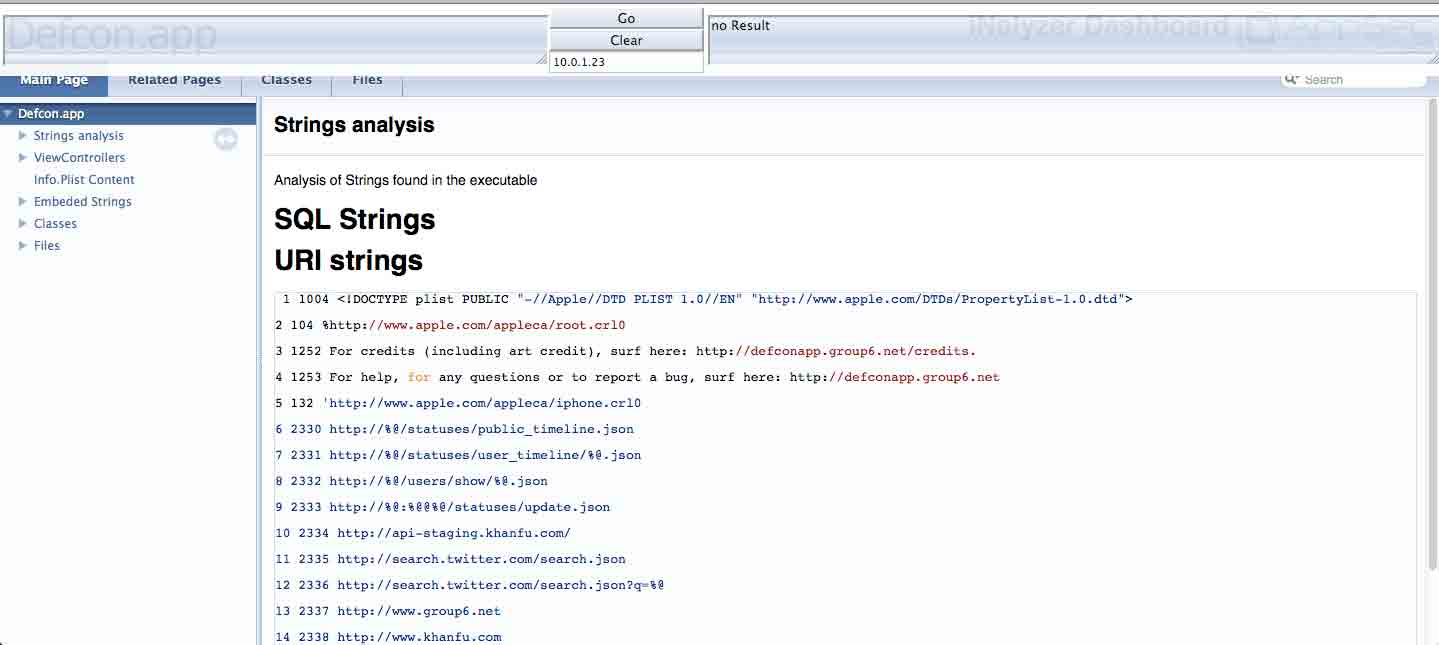 Defcon.app
Go
Clear
10.0.1.23
no Result
iNalyzer Dashboard
AppSec
Main Page
Related Pages
Classes
Files
Search
Defcon.app
Strings analysis
ViewControllers
Info.Plist Content
Embeded Strings
Classes
Files
Strings analysis
Analysis of Strings found in the executable
SQL Strings
URI strings
1 1004 <!DOCTYPE plist PUBLIC "-//Apple//DTD PLIST 1.0//EN" "http://www.apple.com/DTDs/PropertyList-1.0.dtd">
2 104 %http://www.apple.com/appleca/root.crl0
3 1252 For credits (including art credit), surf here: http://defconapp.group6.net/credits.
4 1253 For help, for any questions or to report a bug, surf here: http://defconapp.group6.net
5 132 'http://www.apple.com/appleca/iphone.crl0
6 2330 http://%@/statuses/public_timeline.json
7 2331 http://%@/statuses/user_timeline/%@.json
8 2332 http://%@/users/show/%@.json
9 2333 http://%@:%@@%@/statuses/update.json
10 2334 http://api-staging.khanfu.com/
11 2335 http://search.twitter.com/search.json
12 2336 http://search.twitter.com/search.json?q=%@
13 2337 http://www.group6.net
14 2338 http://www.khanfu.com